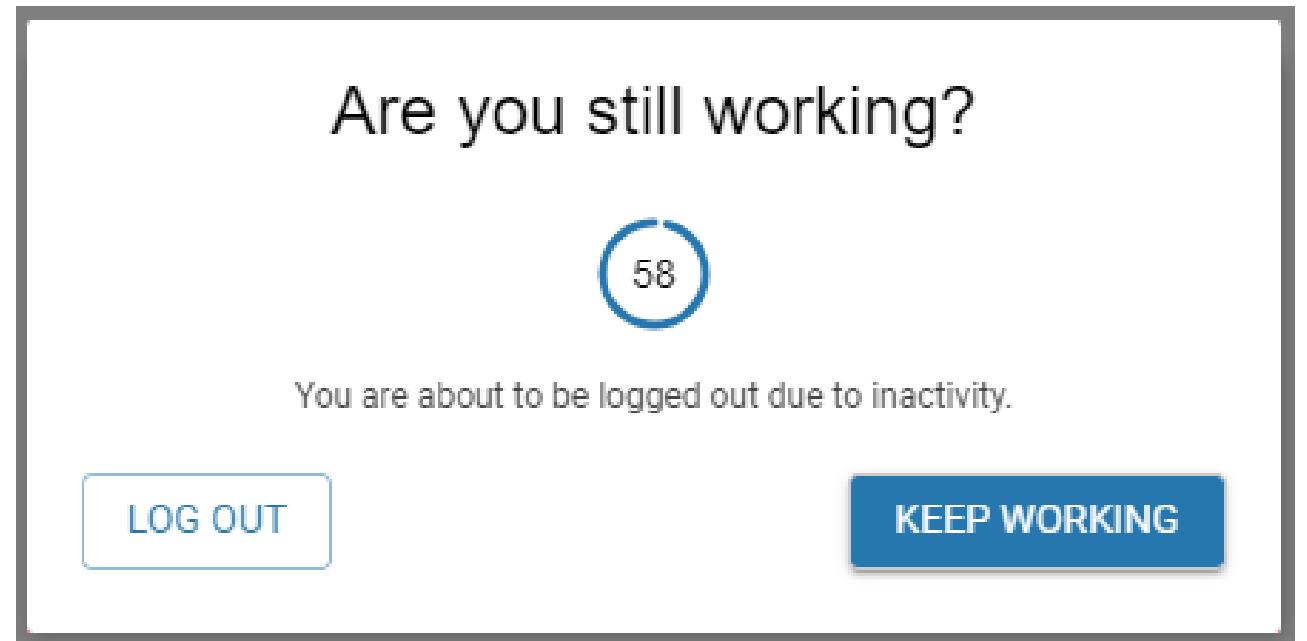 Are you still working?
58
You are about to be logged out due to inactivity.
LOG OUT
KEEP WORKING